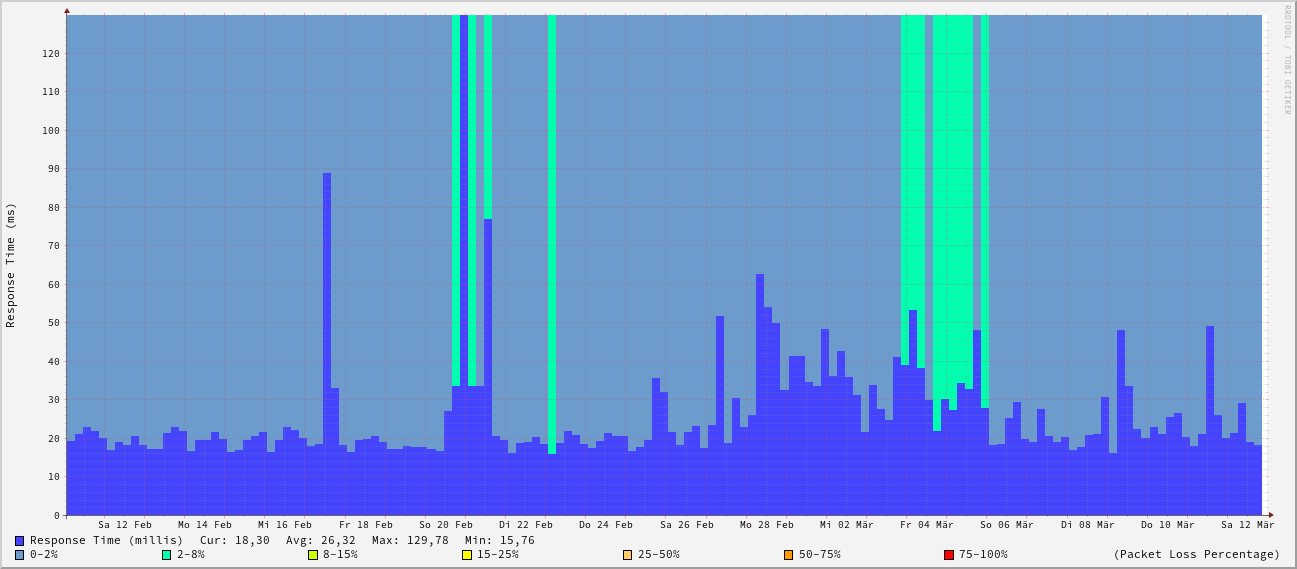 RRDTOOL / TOBI OETIKER
Response Time (ms)
120
110
100
90
80
70
60
50
40
30
20
10
0
Sa 12 Feb Mo 14 Feb Mi 16 Feb Fr 18 Feb So 20 Feb Di 22 Feb Do 24 Feb Sa 26 Feb Mo 28 Feb Mi 02 Mär Fr 04 Mär So 06 Mär Di 08 Mär Do 10 Mär Sa 12 Mär
Response Time (millis) Cur: 18,30 Avg: 26,32 Max: 129,78 Min: 15,76
0-2% 2-8% 8-15% 15-25% 25-50% 50-75% 75-100% (Packet Loss Percentage)